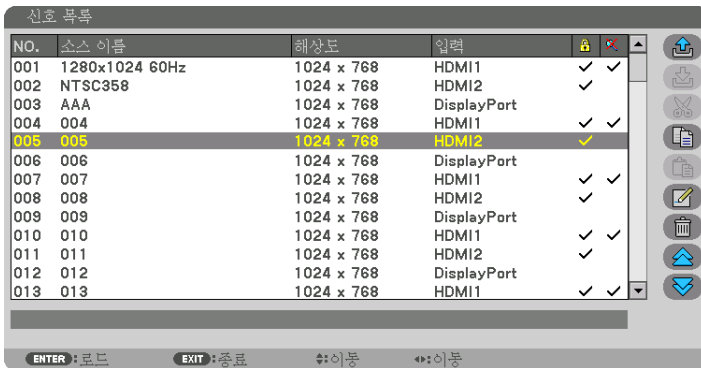 신호 목록
NO. 소스 이름 해상도 입력
001 1280x1024 60Hz 1024 x 768 HDMI1 ✓ ✓
002 NTSC358 1024 x 768 HDMI2 ✓
003 AAA 1024 x 768 DisplayPort
004 004 1024 x 768 HDMI1 ✓ ✓
005 005 1024 x 768 HDMI2 ✓
006 006 1024 x 768 DisplayPort
007 007 1024 x 768 HDMI1 ✓ ✓
008 008 1024 x 768 HDMI2 ✓
009 009 1024 x 768 DisplayPort
010 010 1024 x 768 HDMI1 ✓ ✓
011 011 1024 x 768 HDMI2 ✓
012 012 1024 x 768 DisplayPort
013 013 1024 x 768 HDMI1 ✓ ✓
ENTER :로드 EXIT :종료 :이동 :이동